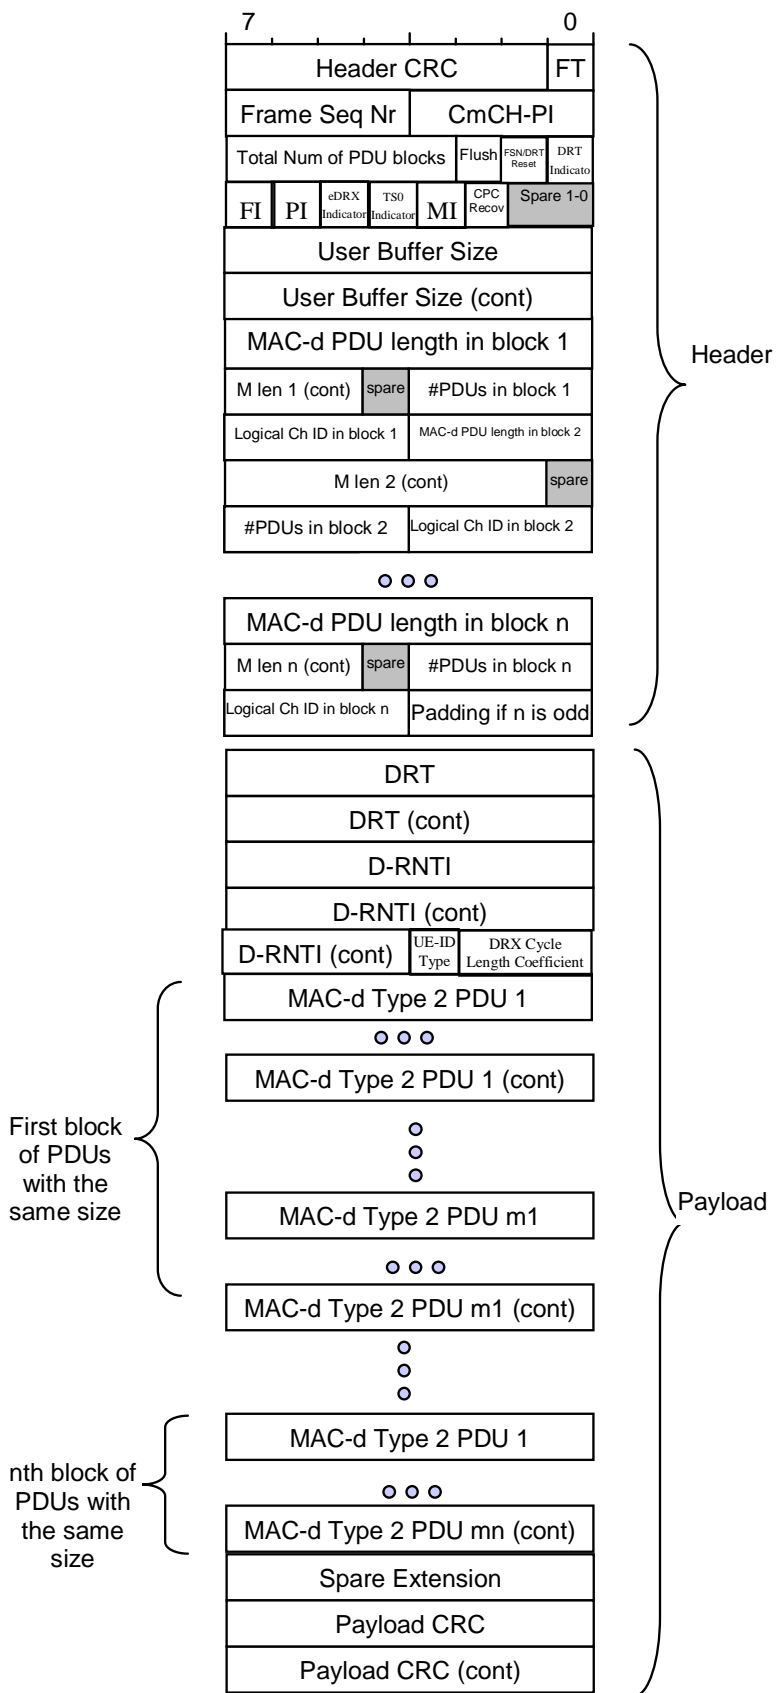 7 0
Header CRC FT
Frame Seq Nr CmCH-PI
Total Num of PDU blocks Flush FSN/DRT Reset DRT Indicato
FI PI eDRX Indicator TS0 Indicator MI CPC Recov Spare 1-0
User Buffer Size
User Buffer Size (cont)
MAC-d PDU length in block 1
Header
M len 1 (cont) spare #PDUs in block 1
Logical Ch ID in block 1 MAC-d PDU length in block 2
M len 2 (cont) spare
#PDUs in block 2 Logical Ch ID in block 2
MAC-d PDU length in block n
M len n (cont) spare #PDUs in block n
Logical Ch ID in block n Padding if n is odd
DRT
DRT (cont)
D-RNTI
D-RNTI (cont)
D-RNTI (cont) UE-ID Type DRX Cycle Length Coefficient
MAC-d Type 2 PDU 1
MAC-d Type 2 PDU 1 (cont)
First block
of PDUs
with the
same size
MAC-d Type 2 PDU m1
Payload
MAC-d Type 2 PDU m1 (cont)
MAC-d Type 2 PDU 1
nth block of
PDUs with
the same
size
MAC-d Type 2 PDU mn (cont)
Spare Extension
Payload CRC
Payload CRC (cont)